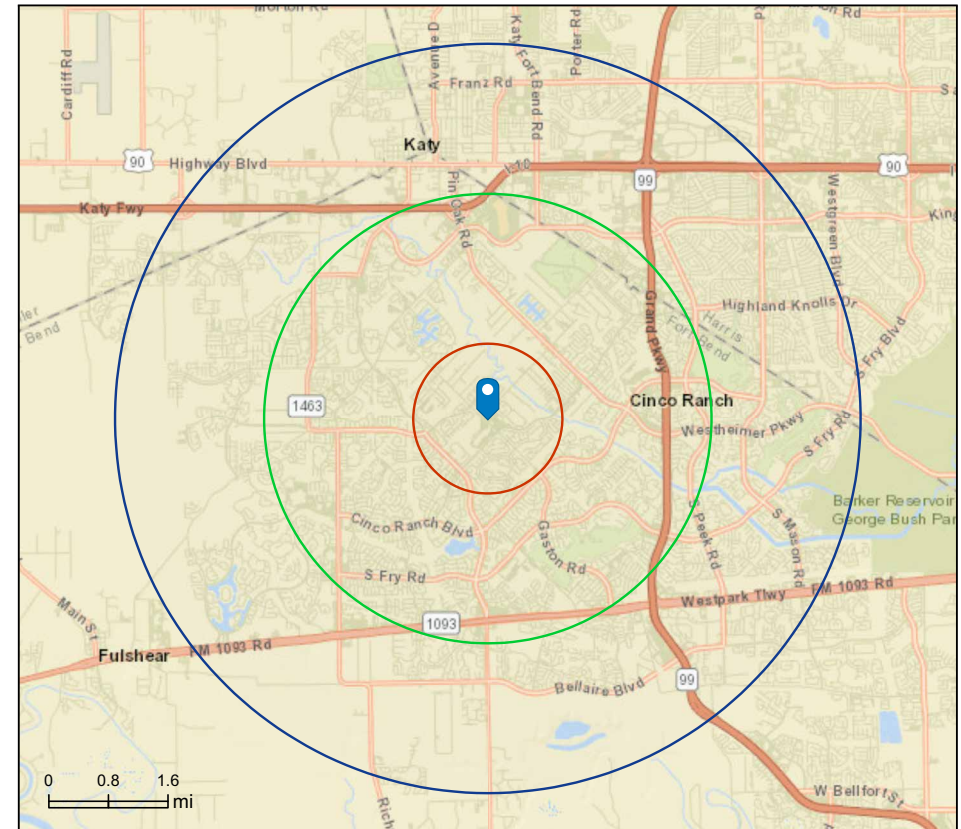 Morton Rd
Cardiff Rd
Avenue D
Katy Fort Bend Rd
Porter Rd
Franz Rd
Katy
90
Highway Blvd
I-10
90
99
Katy Fwy
Pin Oak Rd
Westgreen Blvd
King
Grand Pkwy
Highland Knolls Dr
Harris
Fort Bend
ler
Bend
S Fry Blvd
1463
Cinco Ranch
Westheimer Pkwy
S Fry Rd
Barker Reservoir
George Bush Par
Cinco Ranch Blvd
Gaston Rd
S Peek Rd
S Mason Rd
S Fry Rd
Westpark Tlwy
FM 1093 Rd
Main St
1093
Fulshear
FM 1093 Rd
Bellaire Blvd
99
0
0.8
1.6
mi
W Bellfort St
Rich